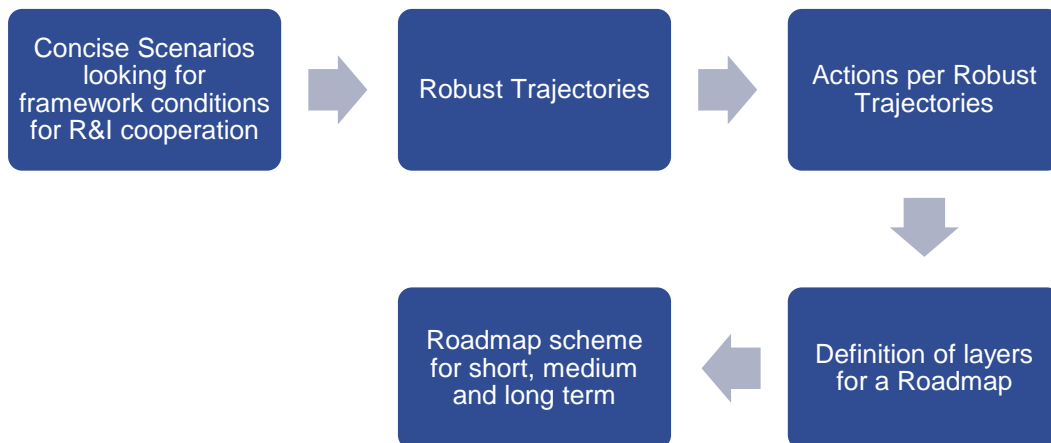 Concise Scenarios
looking for
framework conditions
for R&I cooperation
Robust Trajectories
Actions per Robust
Trajectories
Definition of layers
for a Roadmap
Roadmap scheme
for short, medium
and long term